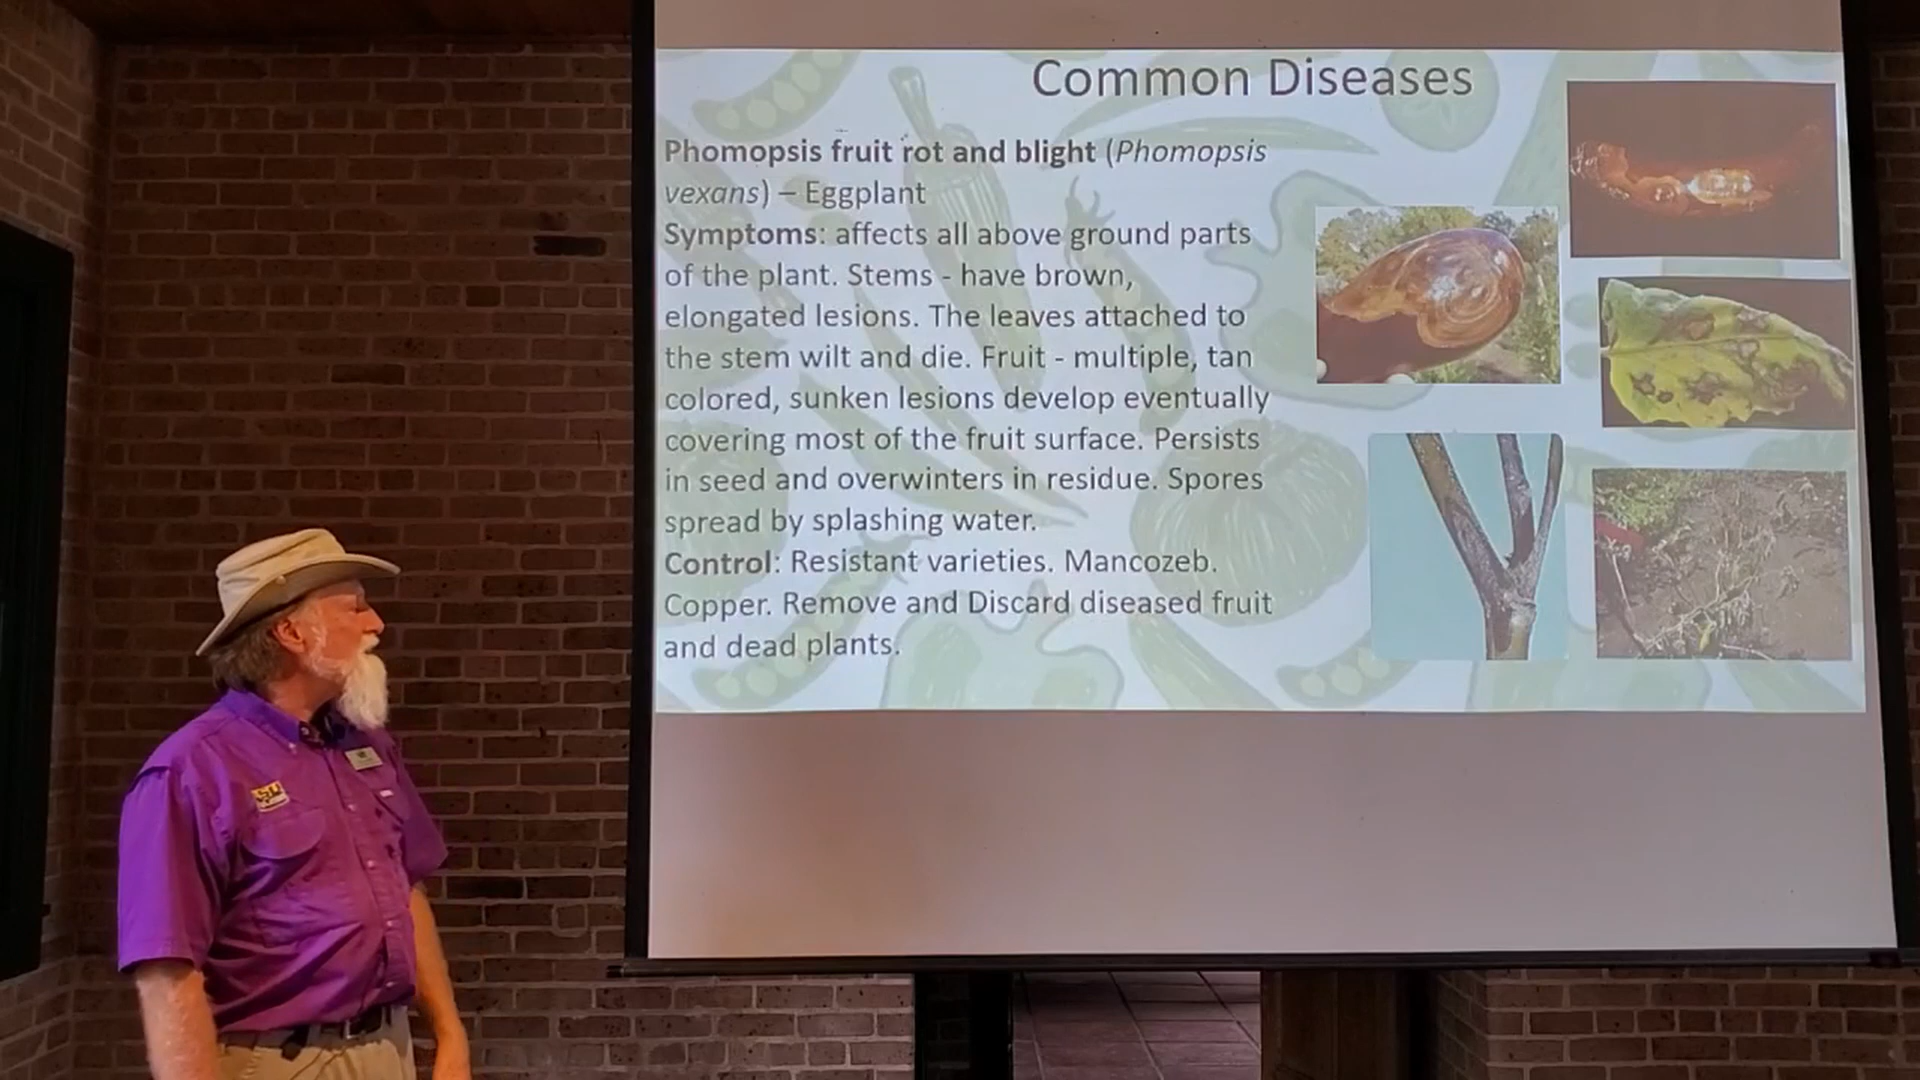 Common Diseases
Phomopsis fruit rot and blight (Phomopsis
vexans) – Eggplant
Symptoms: affects all above ground parts
of the plant. Stems - have brown,
elongated lesions. The leaves attached to
the stem wilt and die. Fruit - multiple, tan
colored, sunken lesions develop eventually
covering most of the fruit surface. Persists
in seed and overwinters in residue. Spores
spread by splashing water.
Control: Resistant varieties. Mancozeb.
Copper. Remove and Discard diseased fruit
and dead plants.
LSU